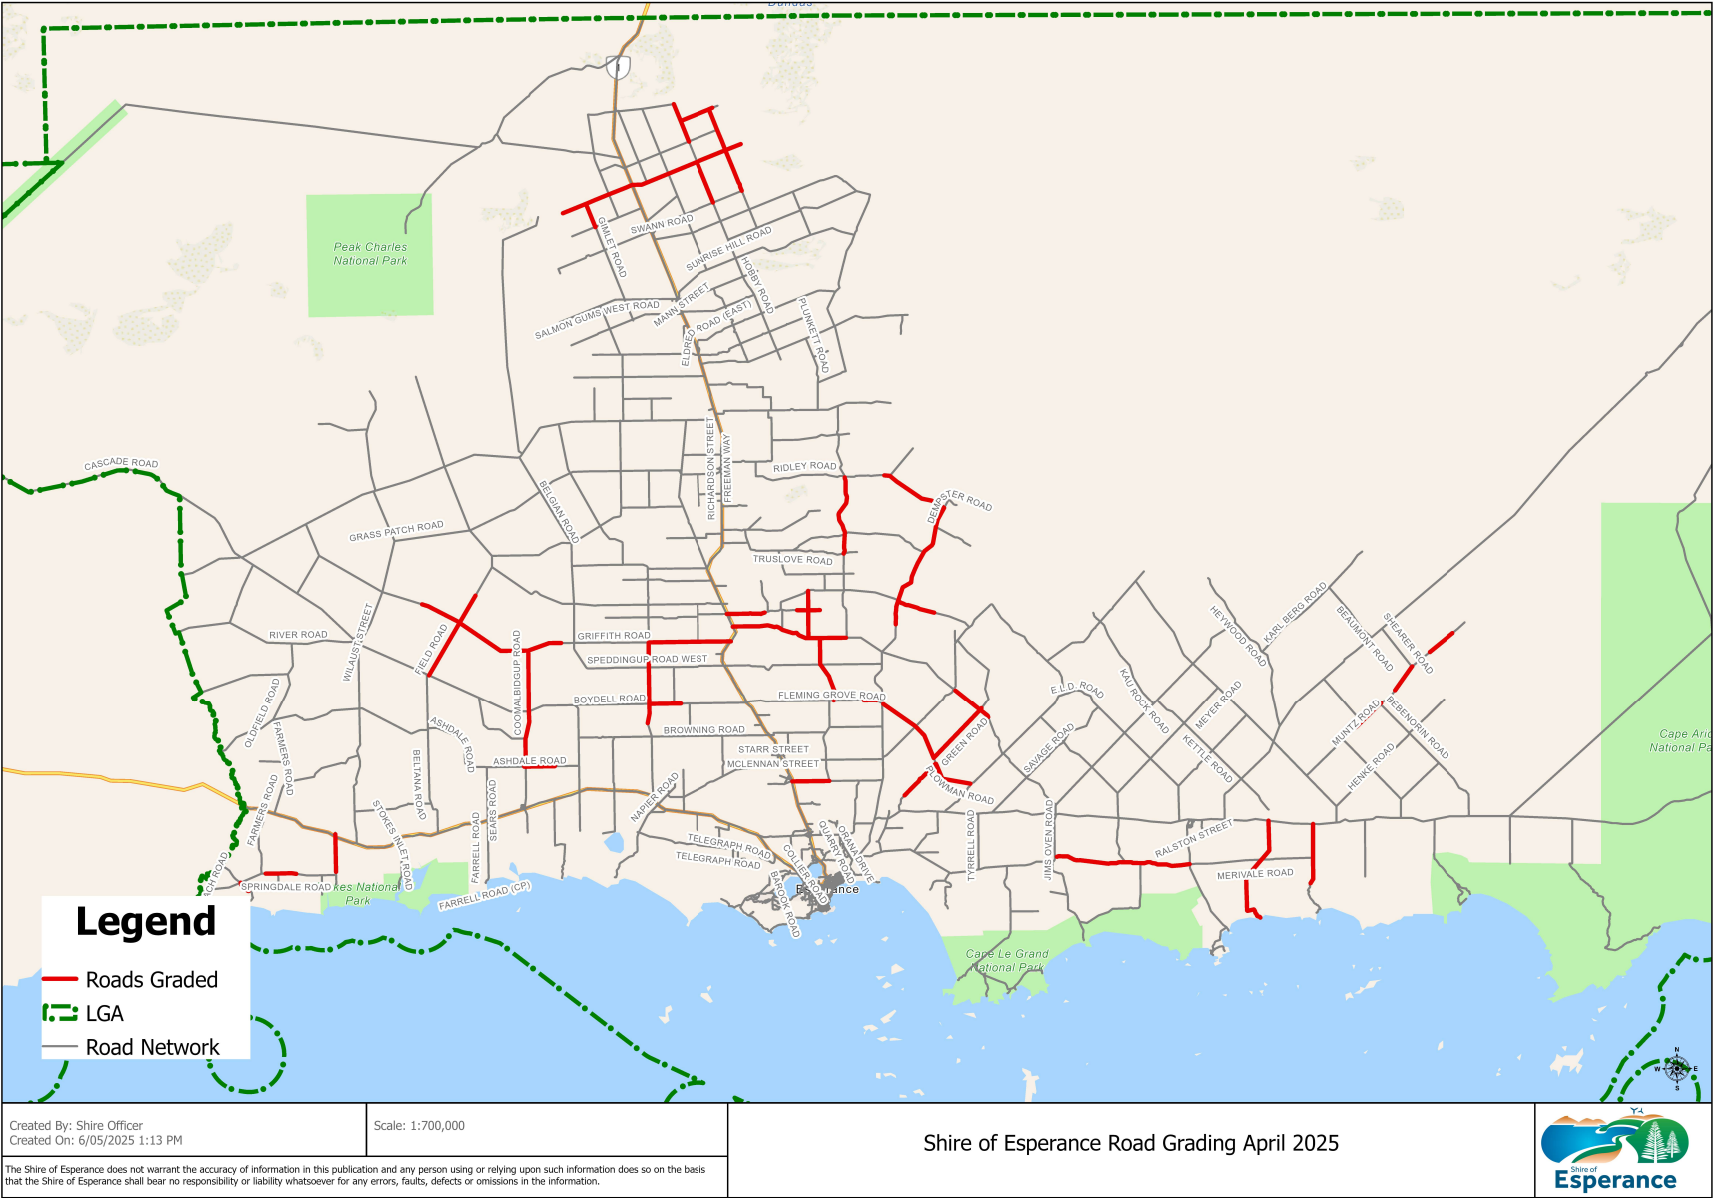 Dundas
1
Peak Charles
National Park
GIMLET ROAD
SWANN ROAD
SUNRISE HILL ROAD
HOBBY ROAD
SALMON GUMS WEST ROAD
MANN STREET
ELDRED ROAD (EAST)
PLUNKETT ROAD
CASCADE ROAD
RICHARDSON STREET
FREEMAN WAY
RIDLEY ROAD
BELGIAN ROAD
DEMPSTER ROAD
GRASS PATCH ROAD
TRUSLOVE ROAD
RIVER ROAD
WILAUST STREET
FIELD ROAD
COOMALBIDGUP ROAD
GRIFFITH ROAD
SPEDDINGUP ROAD WEST
BOYDELL ROAD
FLEMING GROVE ROAD
BROWNING ROAD
KARL BERG ROAD
HEYWOOD ROAD
BEAUMONT ROAD
SHEARER ROAD
E.L.D. ROAD
KAU ROCK ROAD
MEYER ROAD
MUNTZ ROAD
BEBENORIN ROAD
OLDFIELD ROAD
FARMERS ROAD
ASHDALE ROAD
BELTANA ROAD
ASHDALE ROAD
STARR STREET
MCLENNAN STREET
GREEN ROAD
SAVAGE ROAD
KETTLE ROAD
HENKE ROAD
PLOWMAN ROAD
Cape Arid
National Pa
FARMERS ROAD
STOKES INLET ROAD
SEARS ROAD
FARRELL ROAD
NAPIER ROAD
TELEGRAPH ROAD
TELEGRAPH ROAD
COLLIER ROAD
QUARRY ROAD
ORANA DRIVE
BAROOK ROAD
Esperance
TYRRELL ROAD
JIMS OVEN ROAD
RALSTON STREET
MERIVALE ROAD
ACH ROAD
SPRINGDALE ROAD
kes National
Park
FARRELL ROAD (CP)
Cape Le Grand
National Park
Legend
Roads Graded
LGA
Road Network
N
W E
S
Created By: Shire Officer
Created On: 6/05/2025 1:13 PM
Scale: 1:700,000
The Shire of Esperance does not warrant the accuracy of information in this publication and any person using or relying upon such information does so on the basis
that the Shire of Esperance shall bear no responsibility or liability whatsoever for any errors, faults, defects or omissions in the information.
Shire of Esperance Road Grading April 2025
Shire of
Esperance